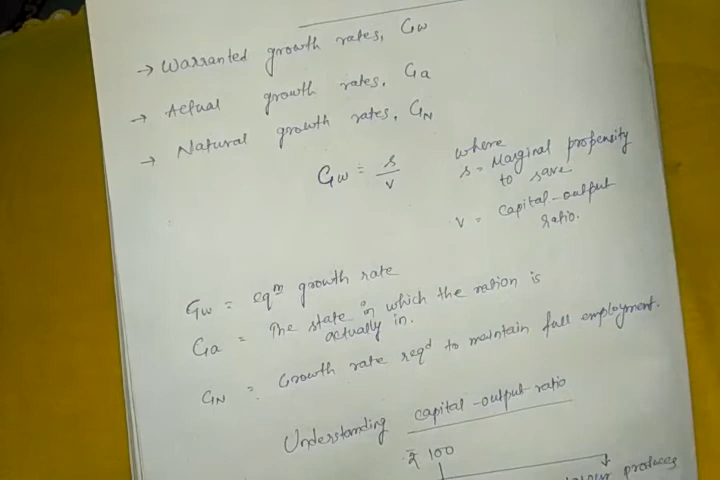 → Warranted growth rates, Gw
→ Actual growth rates, Ga
→ Natural growth rates, GN
Gw = s/v
where
s = Marginal propensity
to save
v = capital-output
ratio.
Gw = eqm growth rate
Ga = The state in which the nation is
actually in.
GN = Growth rate reqd to maintain full employment.
Understanding capital-output ratio
₹ 100
produces